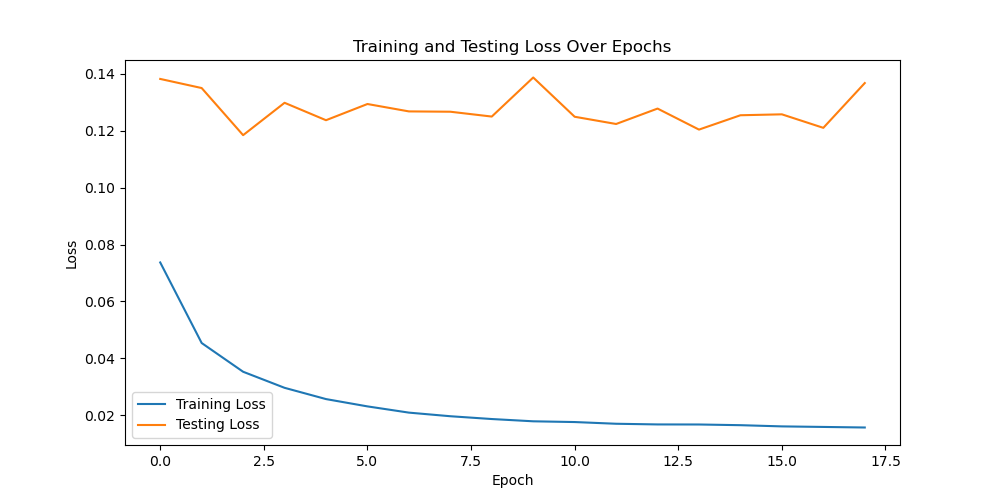 Training and Testing Loss Over Epochs
0.14
0.12
0.10
0.08
0.06
0.04
0.02
Loss
Training Loss
Testing Loss
0.0 2.5 5.0 7.5 10.0 12.5 15.0 17.5
Epoch